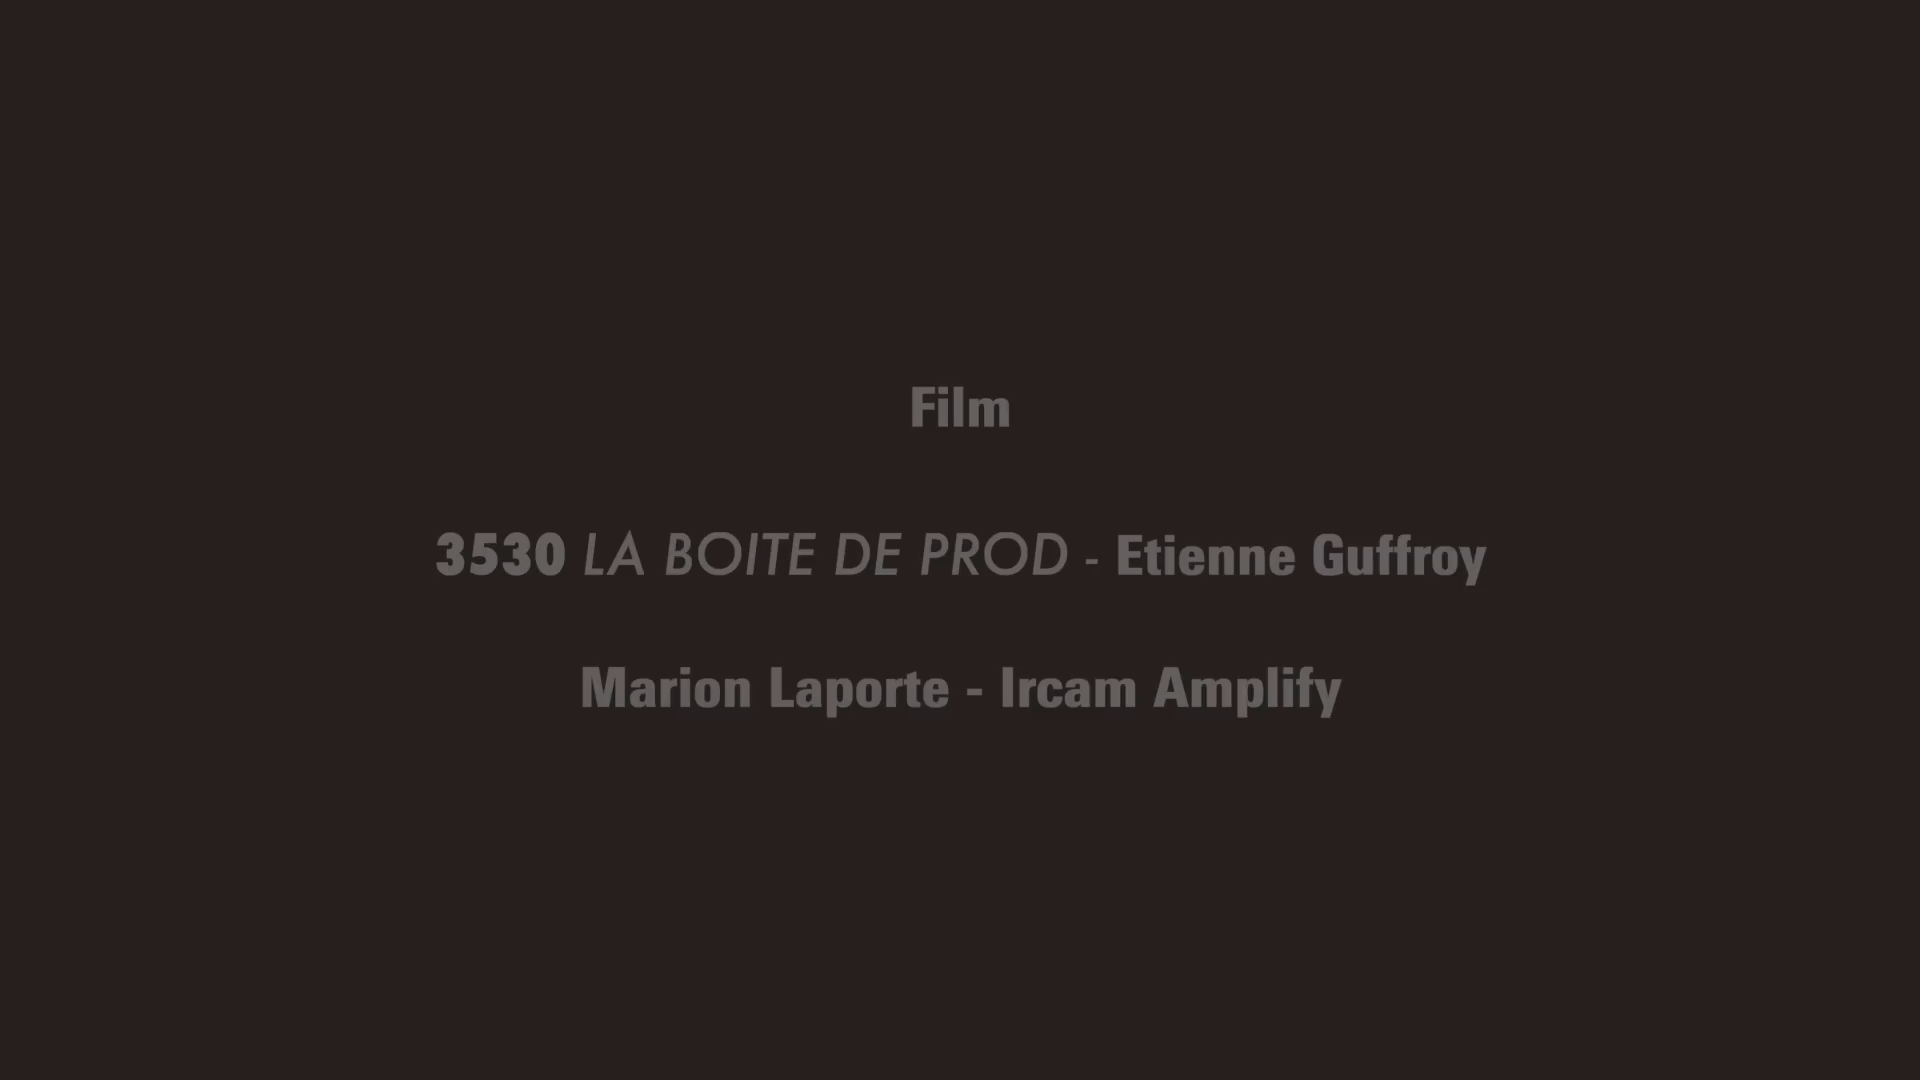 Film
3530 LA BOITE DE PROD - Etienne Guffroy
Marion Laporte - Ircam Amplify